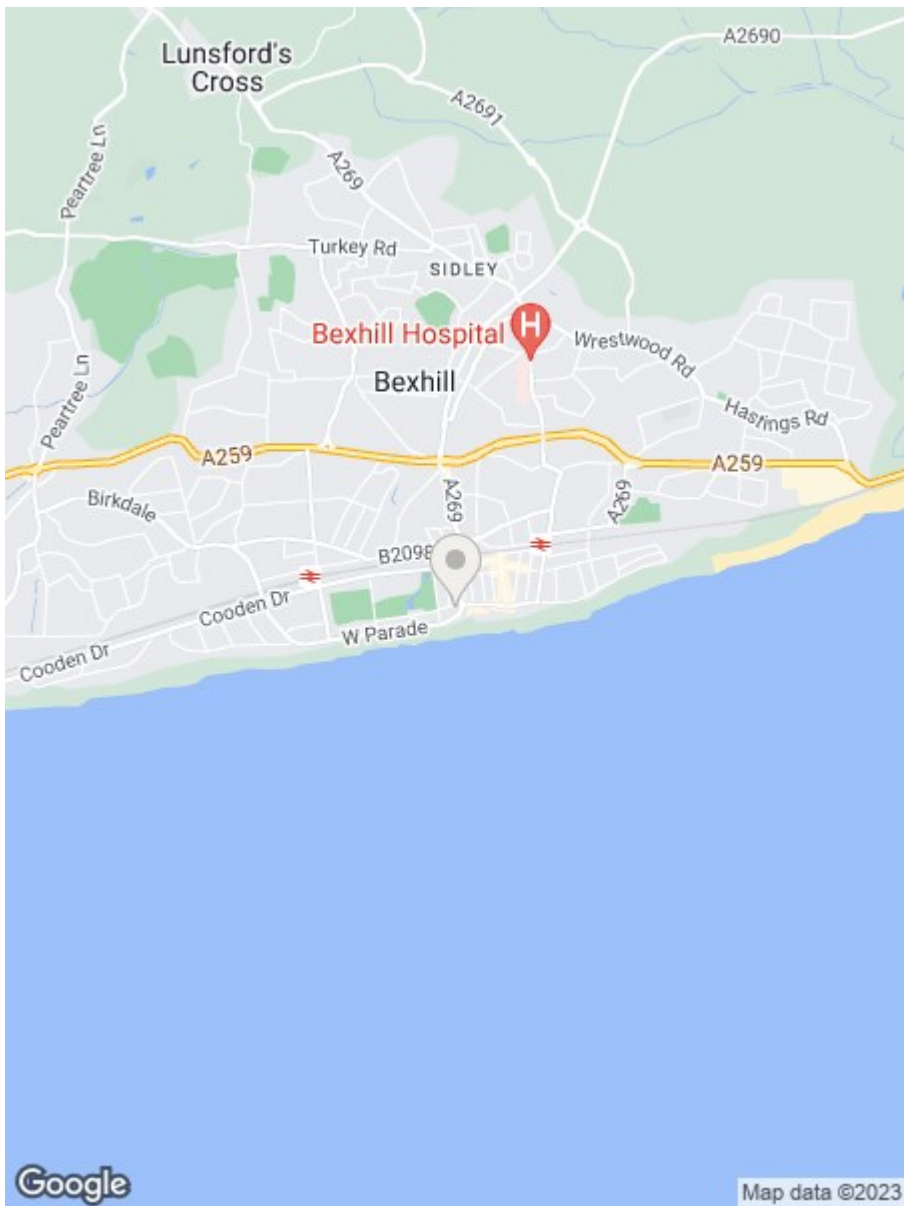 A2690
Lunsford's
Cross
A2691
Peartree Ln
A269
Turkey Rd
SIDLEY
Bexhill Hospital
H
Wrestwood Rd
Bexhill
Peartree Ln
Hastings Rd
A259
A259
Birkdale
A269
A269
B2098
Cooden Dr
W Parade
Cooden Dr
Google
Map data ©2023